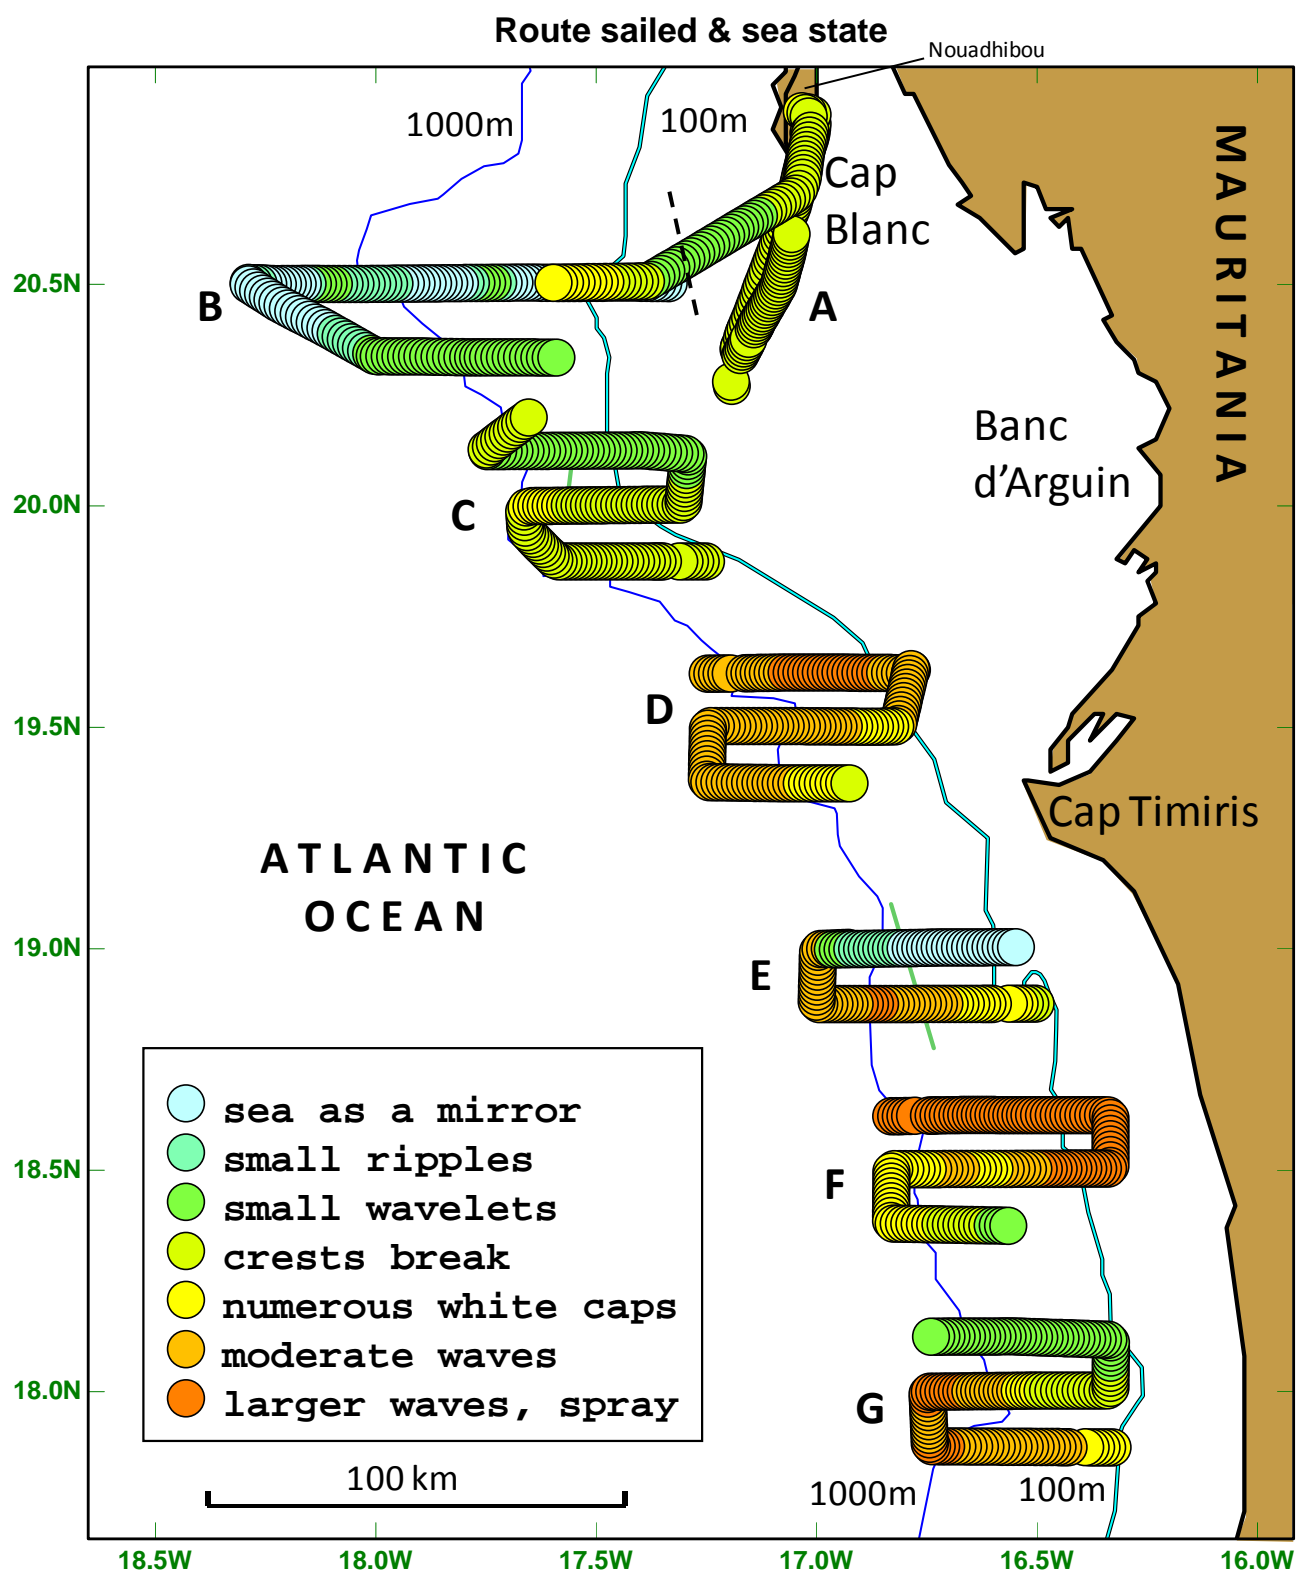 Route sailed & sea state
Nouadhibou
1000m
100m
Cap
Blanc
MAURITANIA
20.5N
B
A
Banc
d'Arguin
20.0N
C
D
19.5N
Cap Timiris
ATLANTIC
OCEAN
19.0N
E
sea as a mirror
small ripples
small wavelets
crests break
numerous white caps
moderate waves
larger waves, spray
18.5N
F
18.0N
G
100 km
1000m
100m
18.5W
18.0W
17.5W
17.0W
16.5W
16.0W